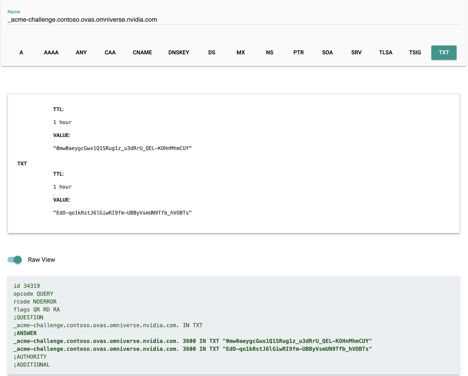 Name
_acme-challenge.contoso.ovas.omniverse.nvidia.com
A AAAA ANY CAA CNAME DNSKEY DS MX NS PTR SOA SRV TLSA TSIG TXT
TTL:
1 hour
VALUE:
"0mw0aeygcGwx1Q1SRug1z_u3dRrU_QEL-KOHnMhmCUY"
TXT
TTL:
1 hour
VALUE:
"EdO-qo1kRstJ6lGiwRI9fm-UBByVsmUN9Tfb_hVOBTs"
Raw View
id 34319
opcode QUERY
rcode NOERROR
flags QR RD RA
;QUESTION
_acme-challenge.contoso.ovas.omniverse.nvidia.com. IN TXT
;ANSWER
_acme-challenge.contoso.ovas.omniverse.nvidia.com. 3600 IN TXT "0mw0aeygcGwx1Q1SRug1z_u3dRrU_QEL-KOHnMhmCUY"
_acme-challenge.contoso.ovas.omniverse.nvidia.com. 3600 IN TXT "EdO-qo1kRstJ6lGiwRI9fm-UBByVsmUN9Tfb_hVOBTs"
;AUTHORITY
;ADDITIONAL